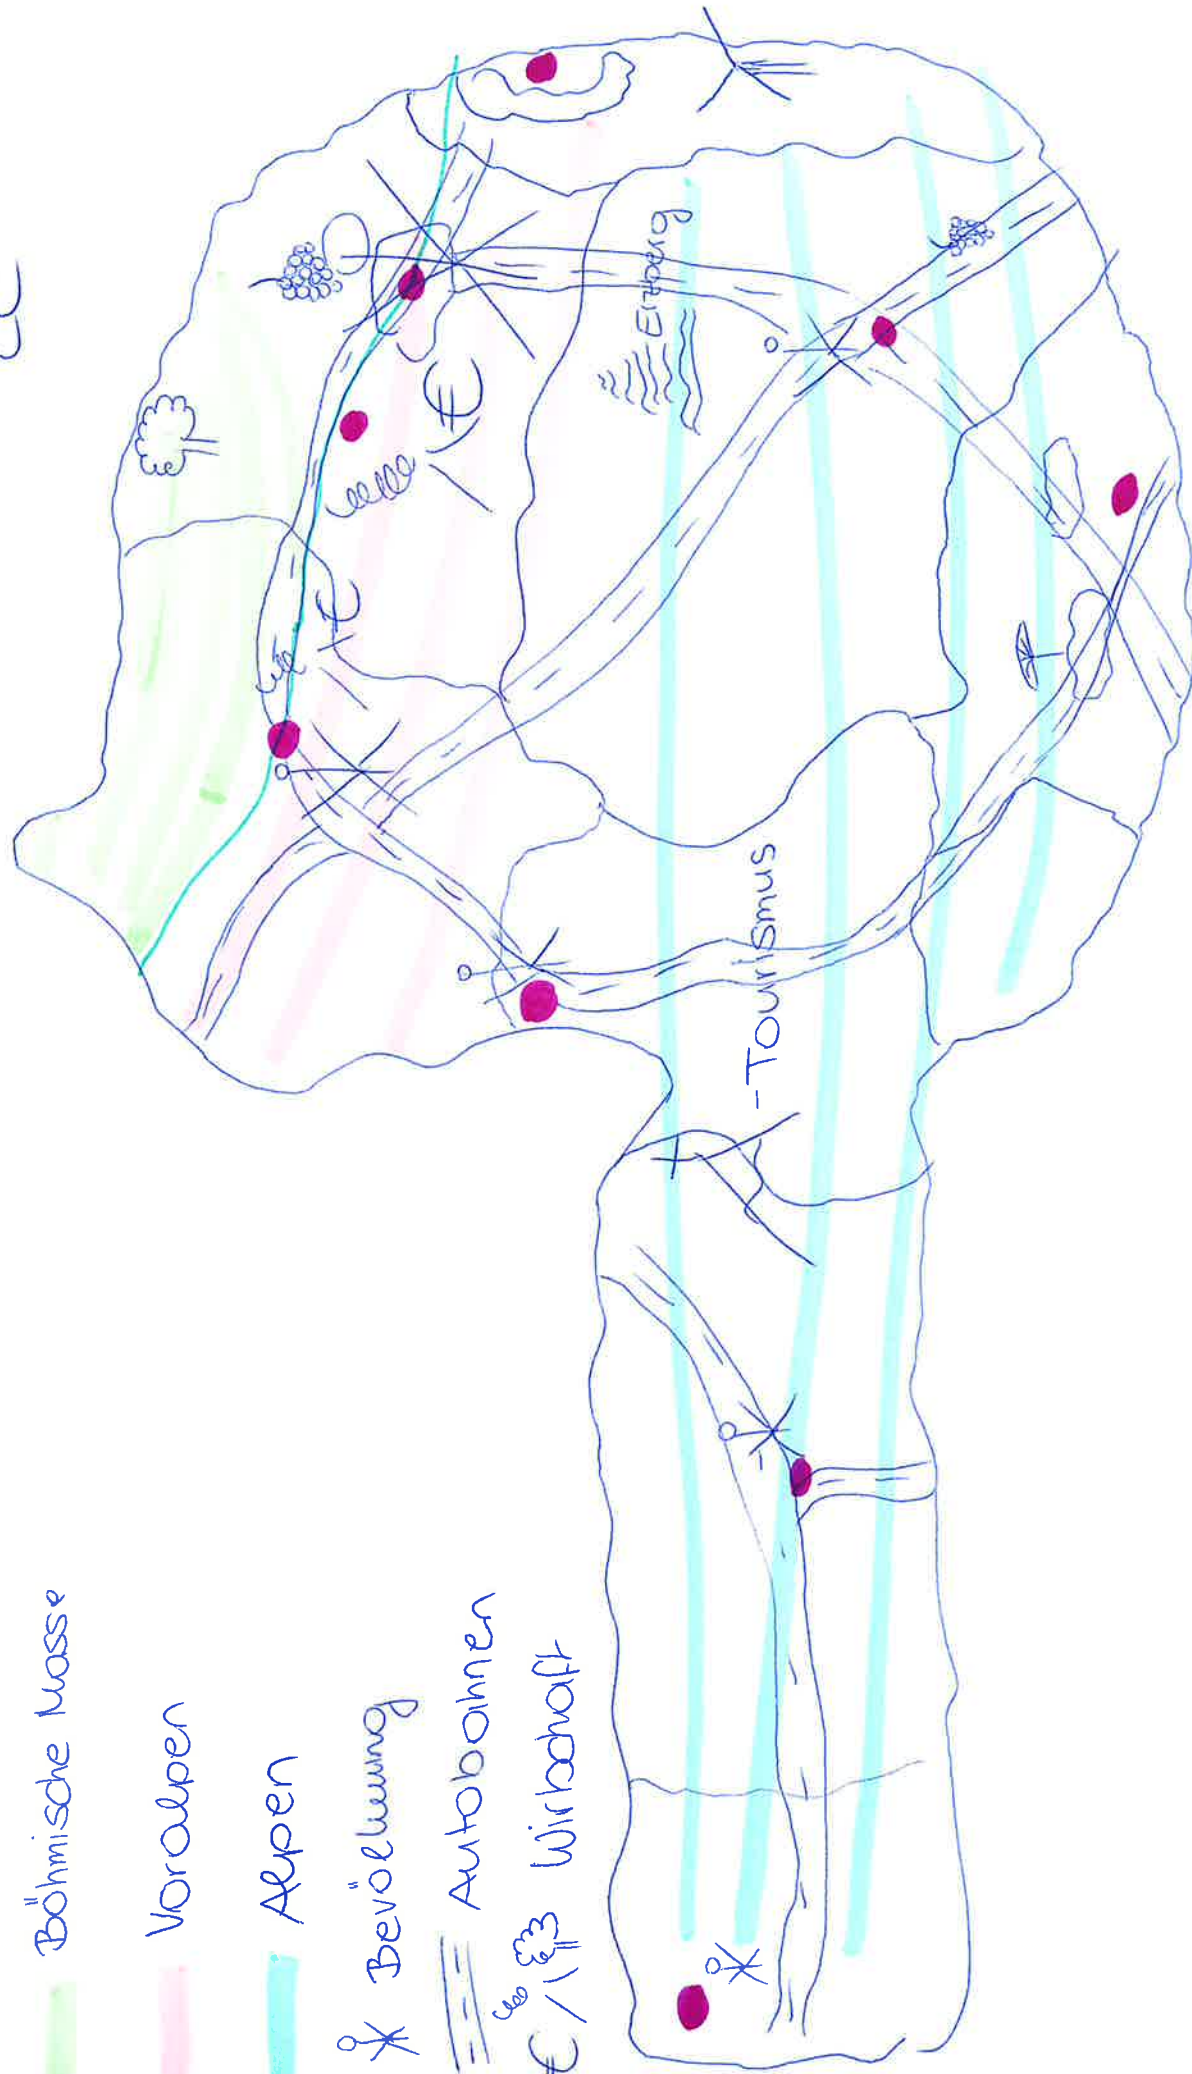 Böhmische Masse
Voralpen
Alpen
Bevölkerung
Autobahnen
€ / Wirtschaft
Erzberg
-Tourismus
€
€